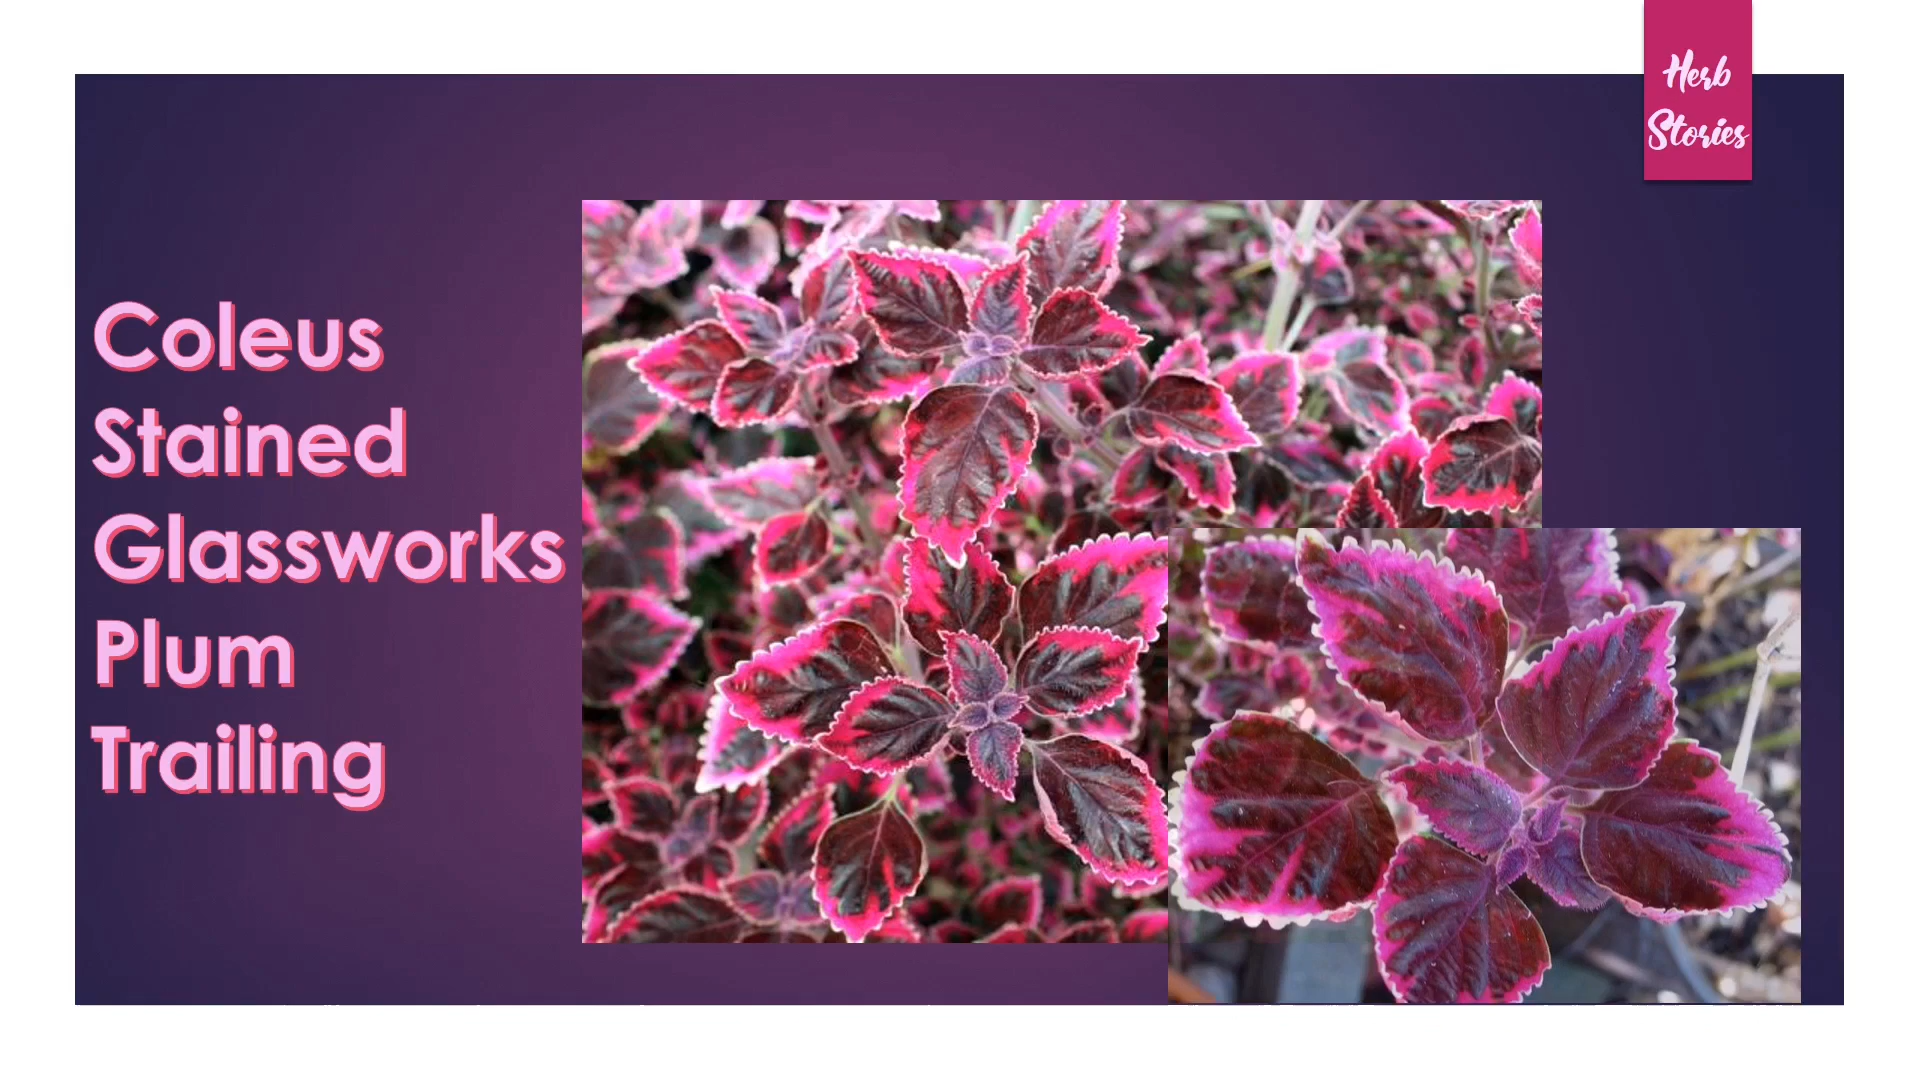 Herb
Stories
Coleus
Stained
Glassworks
Plum
Trailing